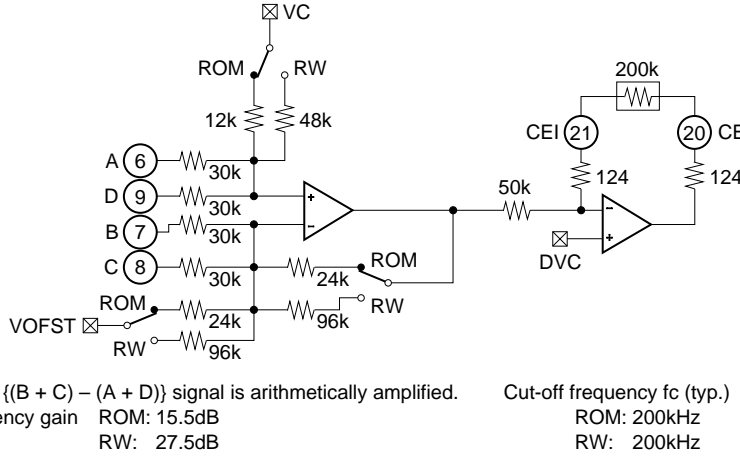 VC
ROM
RW
200k
12k
48k
CEI
21
20
CE
A
6
30k
124
124
D
9
30k
50k
+
−
B
7
30k
−
+
C
8
30k
24k
ROM
DVC
ROM
24k
96k
RW
VOFST
RW
96k
{(B + C) – (A + D)} signal is arithmetically amplified.
Cut-off frequency fc (typ.)
ency gain ROM: 15.5dB
ROM: 200kHz
RW: 27.5dB
RW: 200kHz